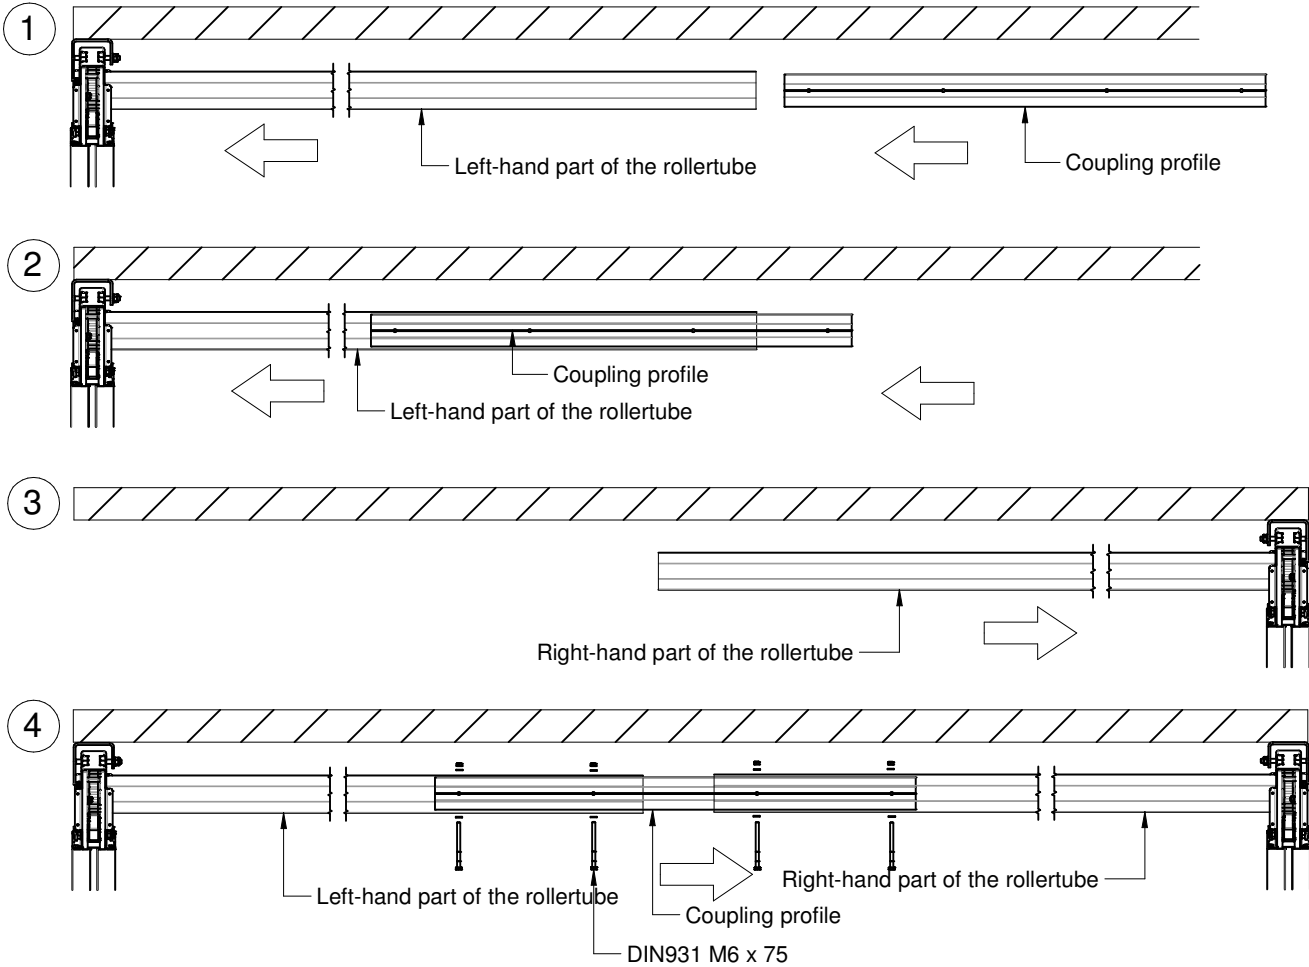 1
Left-hand part of the rollertube
Coupling profile
2
Coupling profile
Left-hand part of the rollertube
3
Right-hand part of the rollertube
4
Left-hand part of the rollertube
Right-hand part of the rollertube
Coupling profile
DIN931 M6 x 75